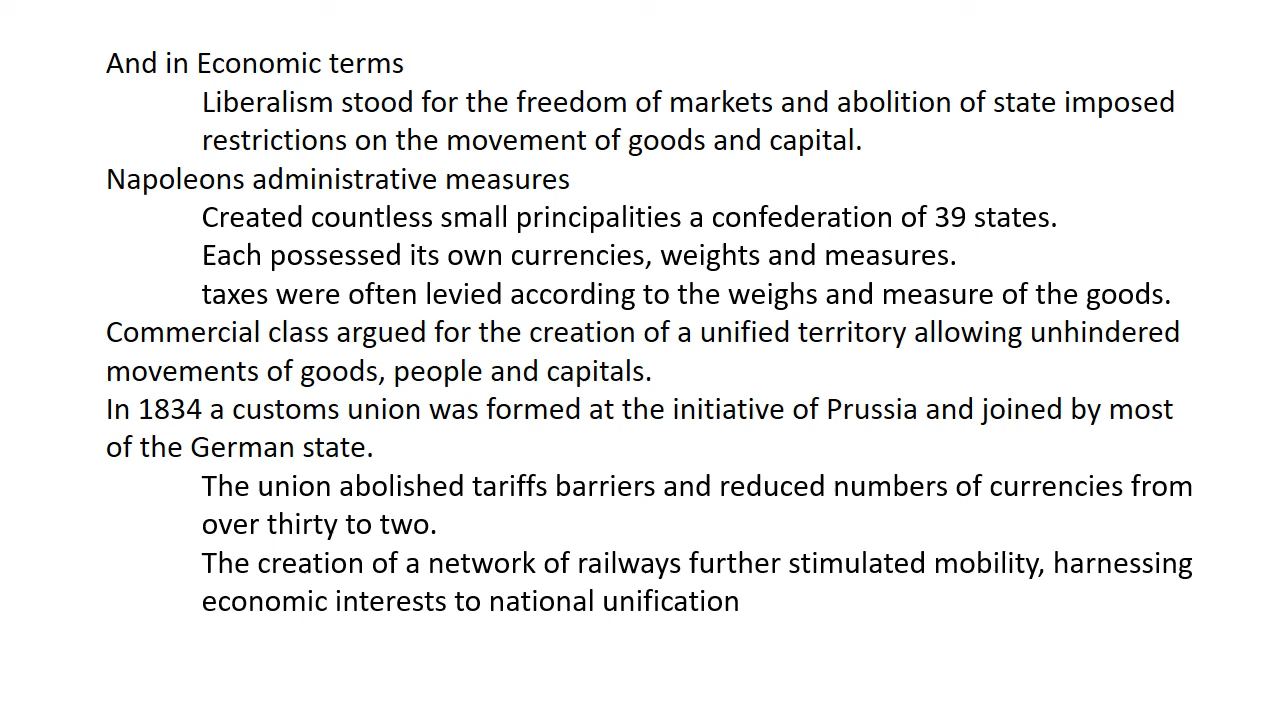 And in Economic terms
Liberalism stood for the freedom of markets and abolition of state imposed
restrictions on the movement of goods and capital.
Napoleons administrative measures
Created countless small principalities a confederation of 39 states.
Each possessed its own currencies, weights and measures.
taxes were often levied according to the weighs and measure of the goods.
Commercial class argued for the creation of a unified territory allowing unhindered
movements of goods, people and capitals.
In 1834 a customs union was formed at the initiative of Prussia and joined by most
of the German state.
The union abolished tariffs barriers and reduced numbers of currencies from
over thirty to two.
The creation of a network of railways further stimulated mobility, harnessing
economic interests to national unification